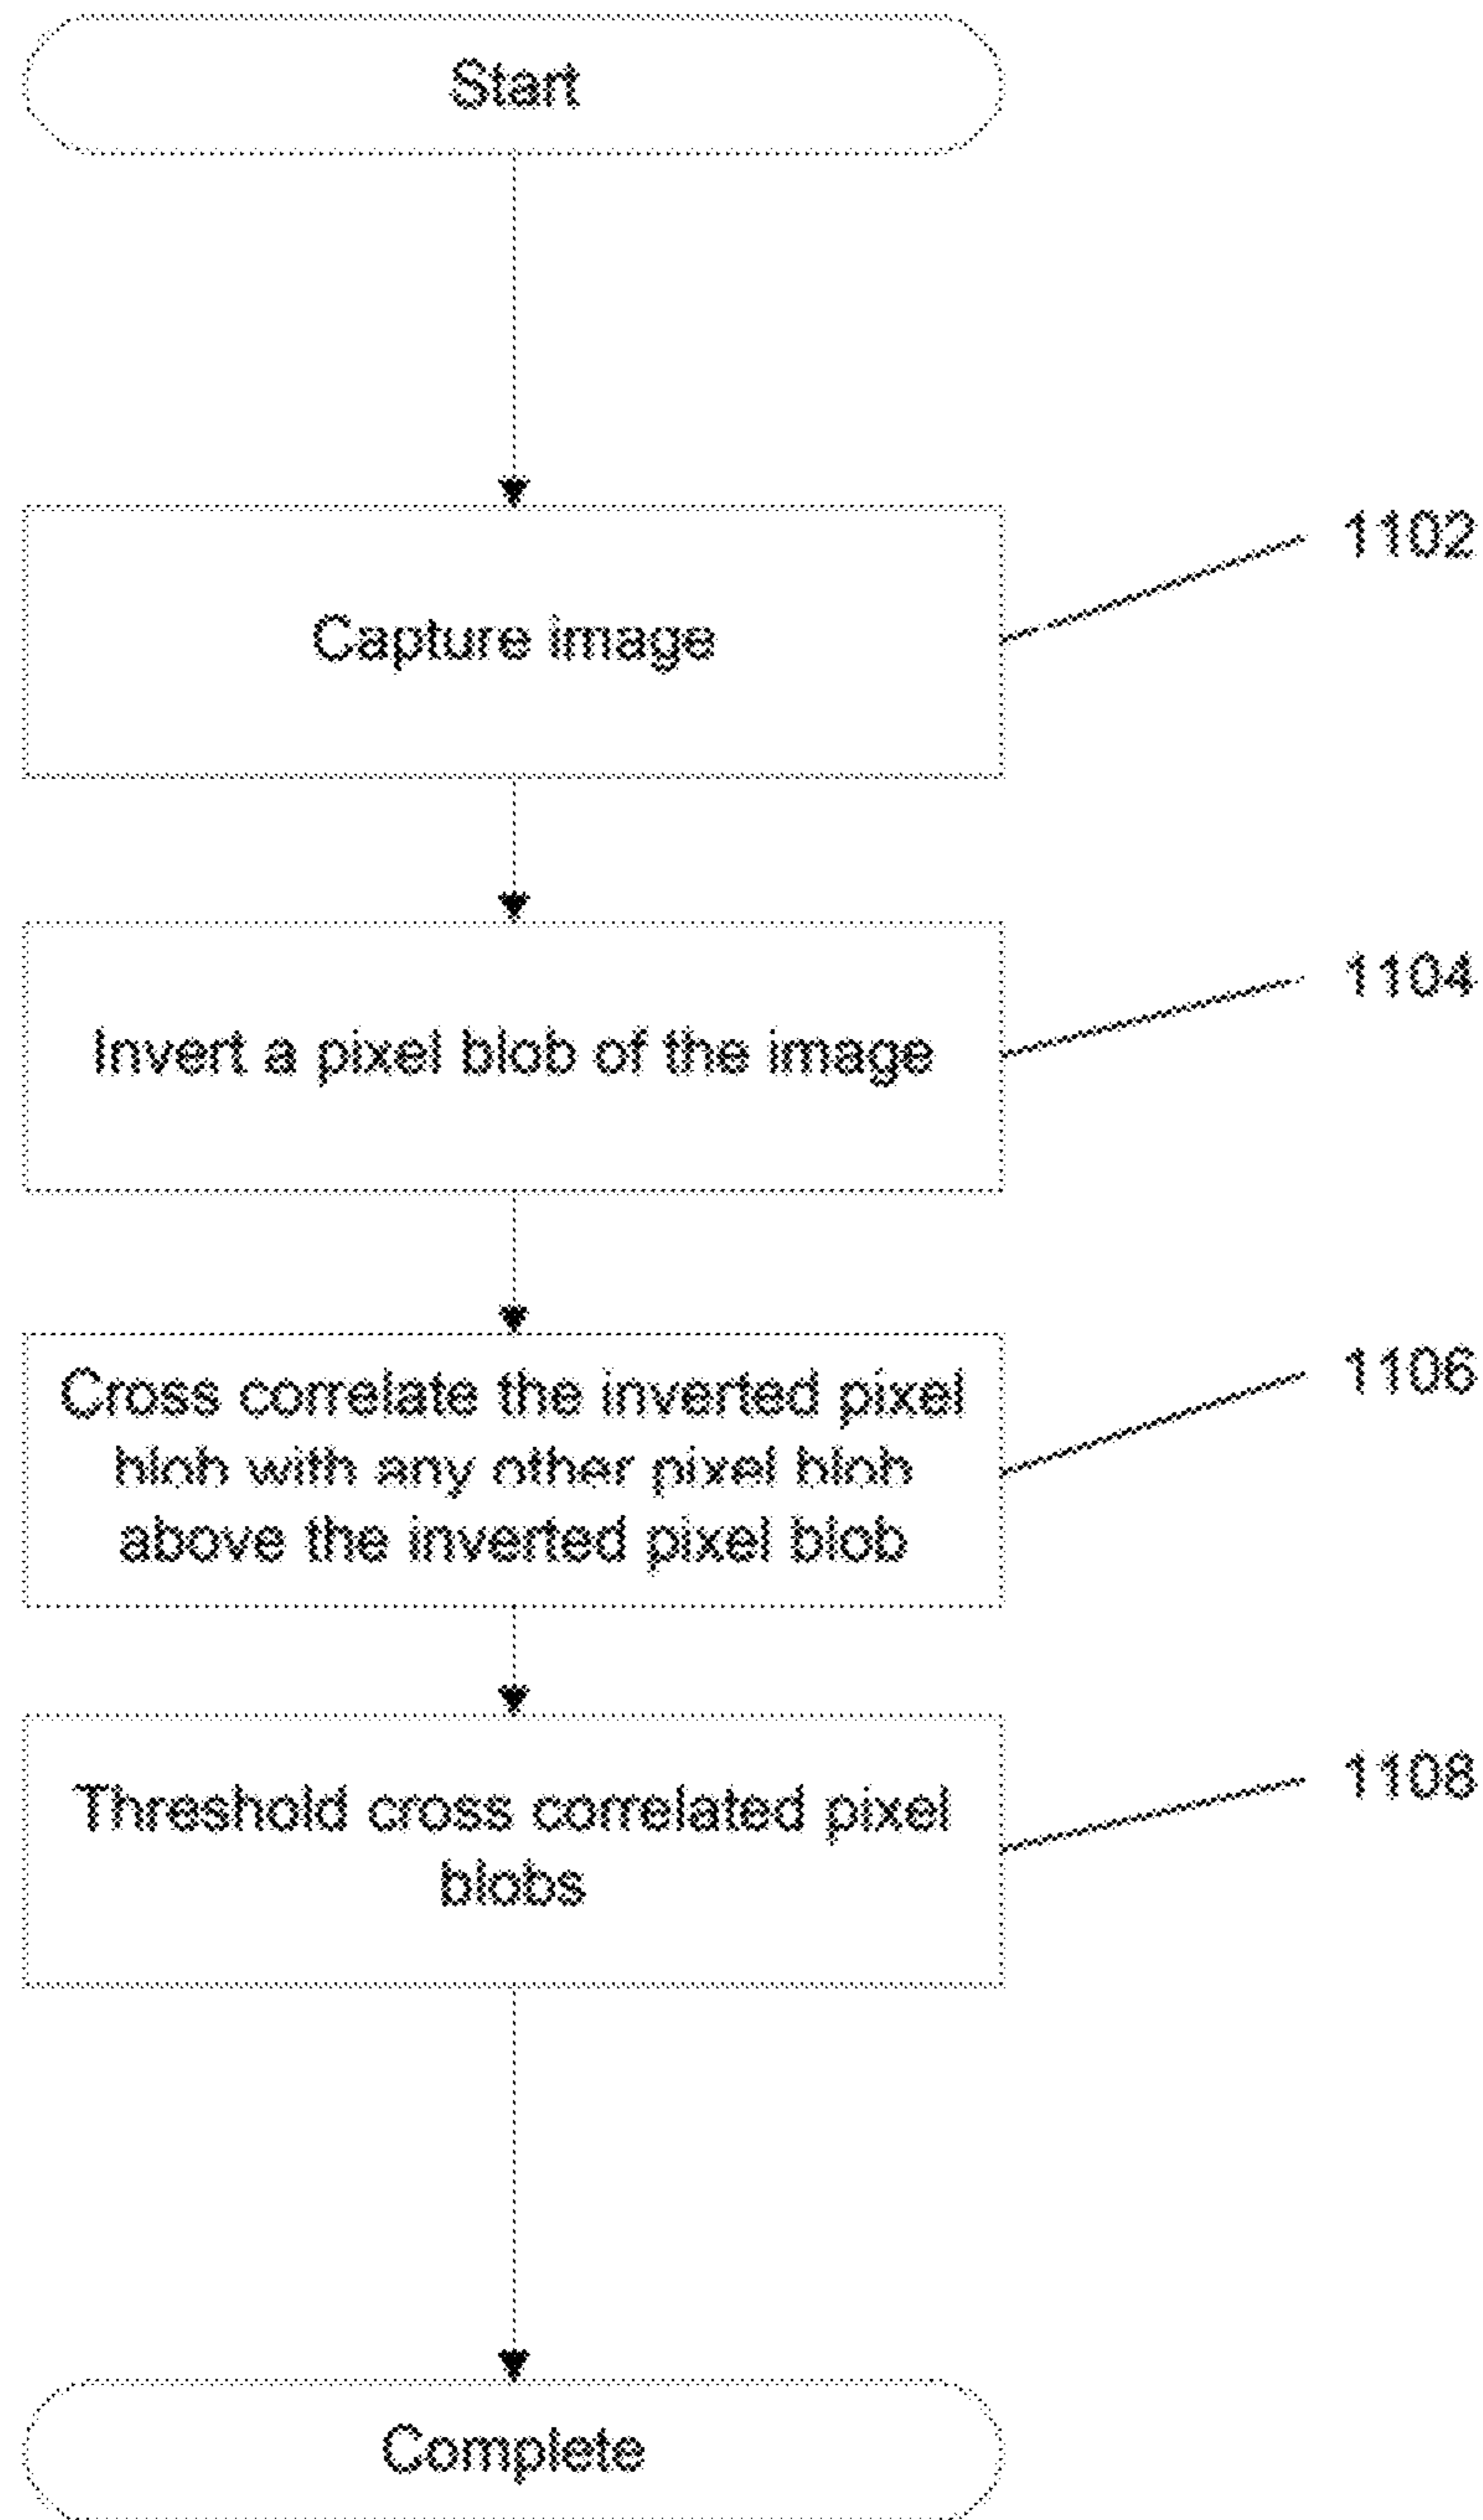 Start
Capture image
1102
Invert a pixel blob of the image
1104
Cross correlate the inverted pixel
blob with any other pixel blob
above the inverted pixel blob
1106
Threshold cross correlated pixel
blobs
1108
Complete